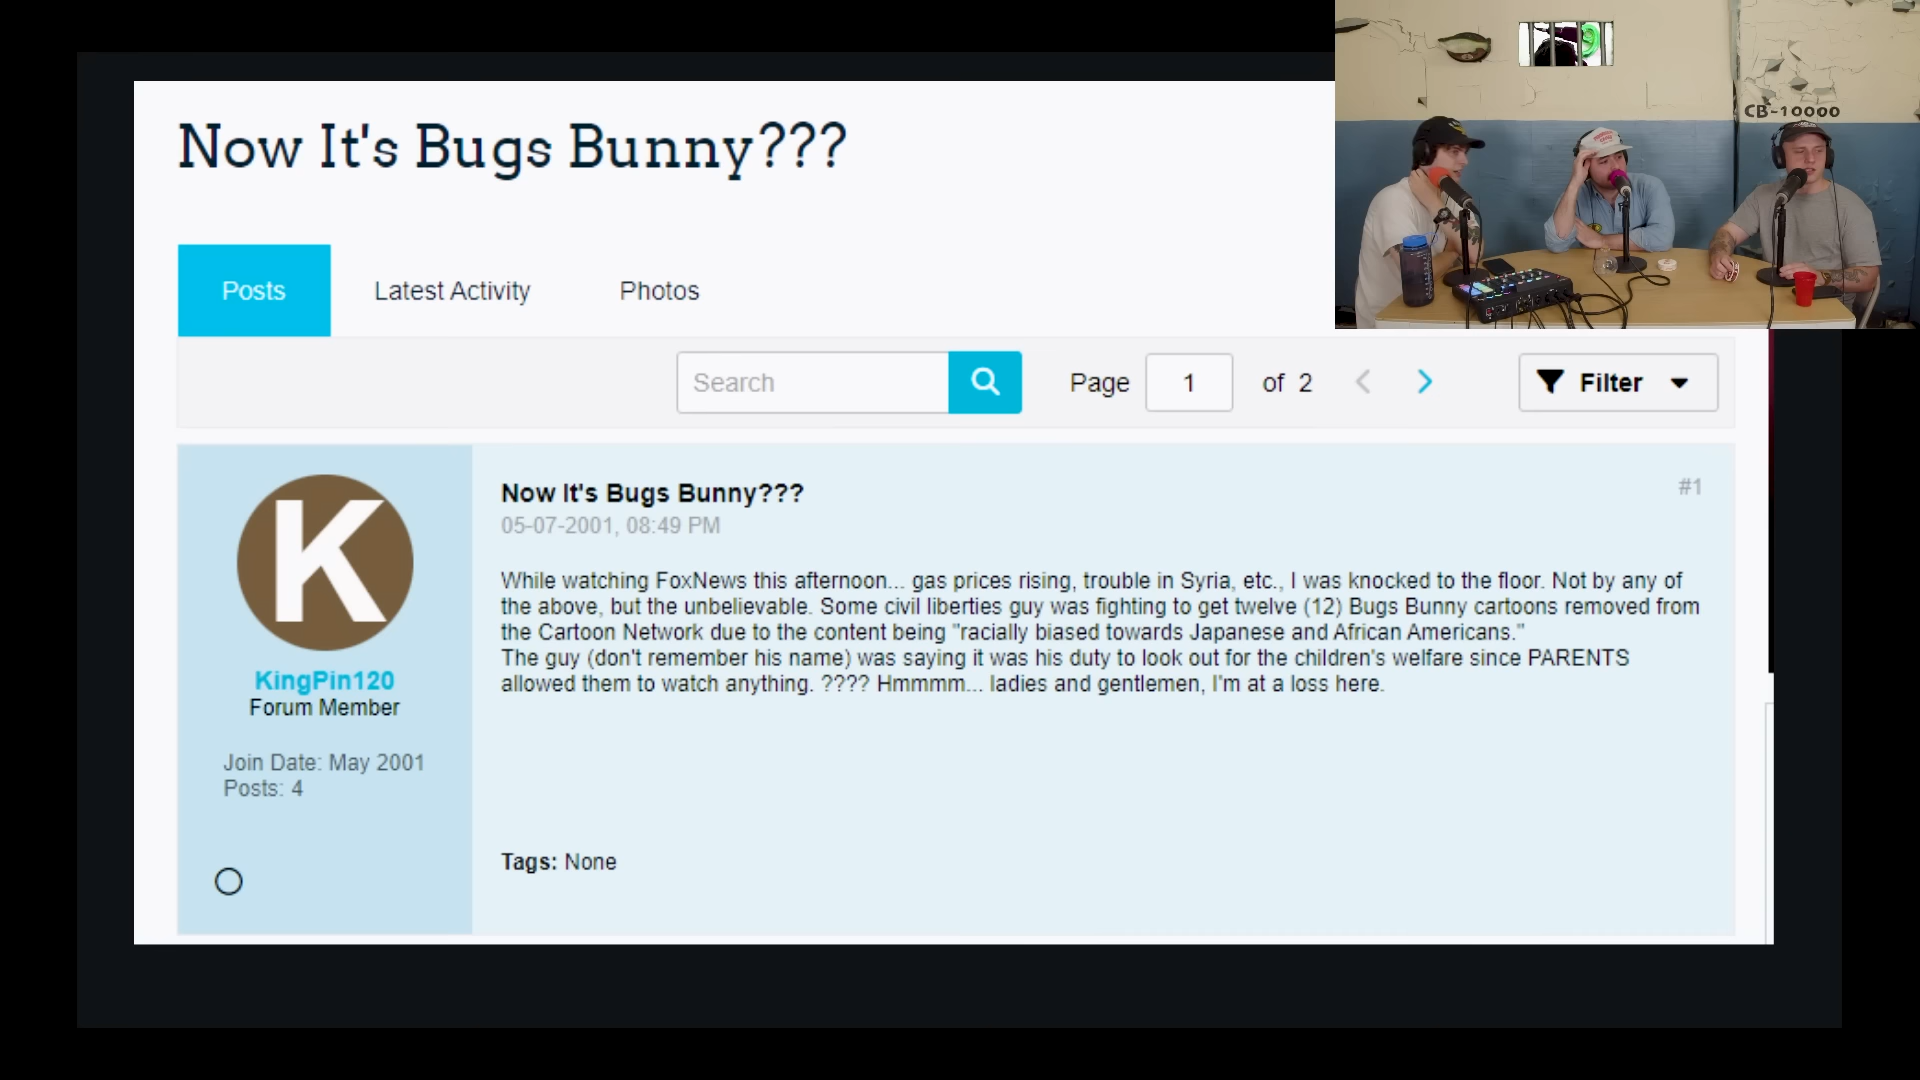 Now It's Bugs Bunny???
CB-10000
Posts
Latest Activity
Photos
Search
Page 1 of 2
Filter
K
KingPin120
Forum Member
Join Date: May 2001
Posts: 4
Now It's Bugs Bunny???
#1
05-07-2001, 08:49 PM
While watching FoxNews this afternoon... gas prices rising, trouble in Syria, etc., I was knocked to the floor. Not by any of
the above, but the unbelievable. Some civil liberties guy was fighting to get twelve (12) Bugs Bunny cartoons removed from
the Cartoon Network due to the content being "racially biased towards Japanese and African Americans."
The guy (don't remember his name) was saying it was his duty to look out for the children's welfare since PARENTS
allowed them to watch anything. ???? Hmmmm... ladies and gentlemen, I'm at a loss here.
Tags: None